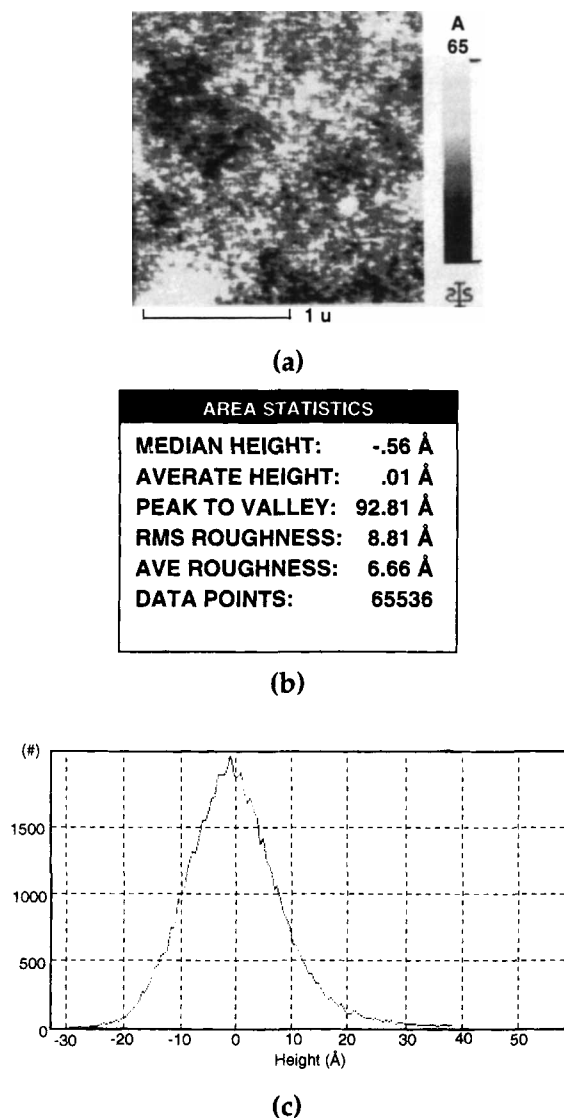 A
65
1 u
(a)
AREA STATISTICS
MEDIAN HEIGHT: -.56 Å
AVERATE HEIGHT: .01 Å
PEAK TO VALLEY: 92.81 Å
RMS ROUGHNESS: 8.81 Å
AVE ROUGHNESS: 6.66 Å
DATA POINTS: 65536
(b)
(#)
1500
1000
500
0
-30 -20 -10 0 10 20 30 40 50
Height (Å)
(c)